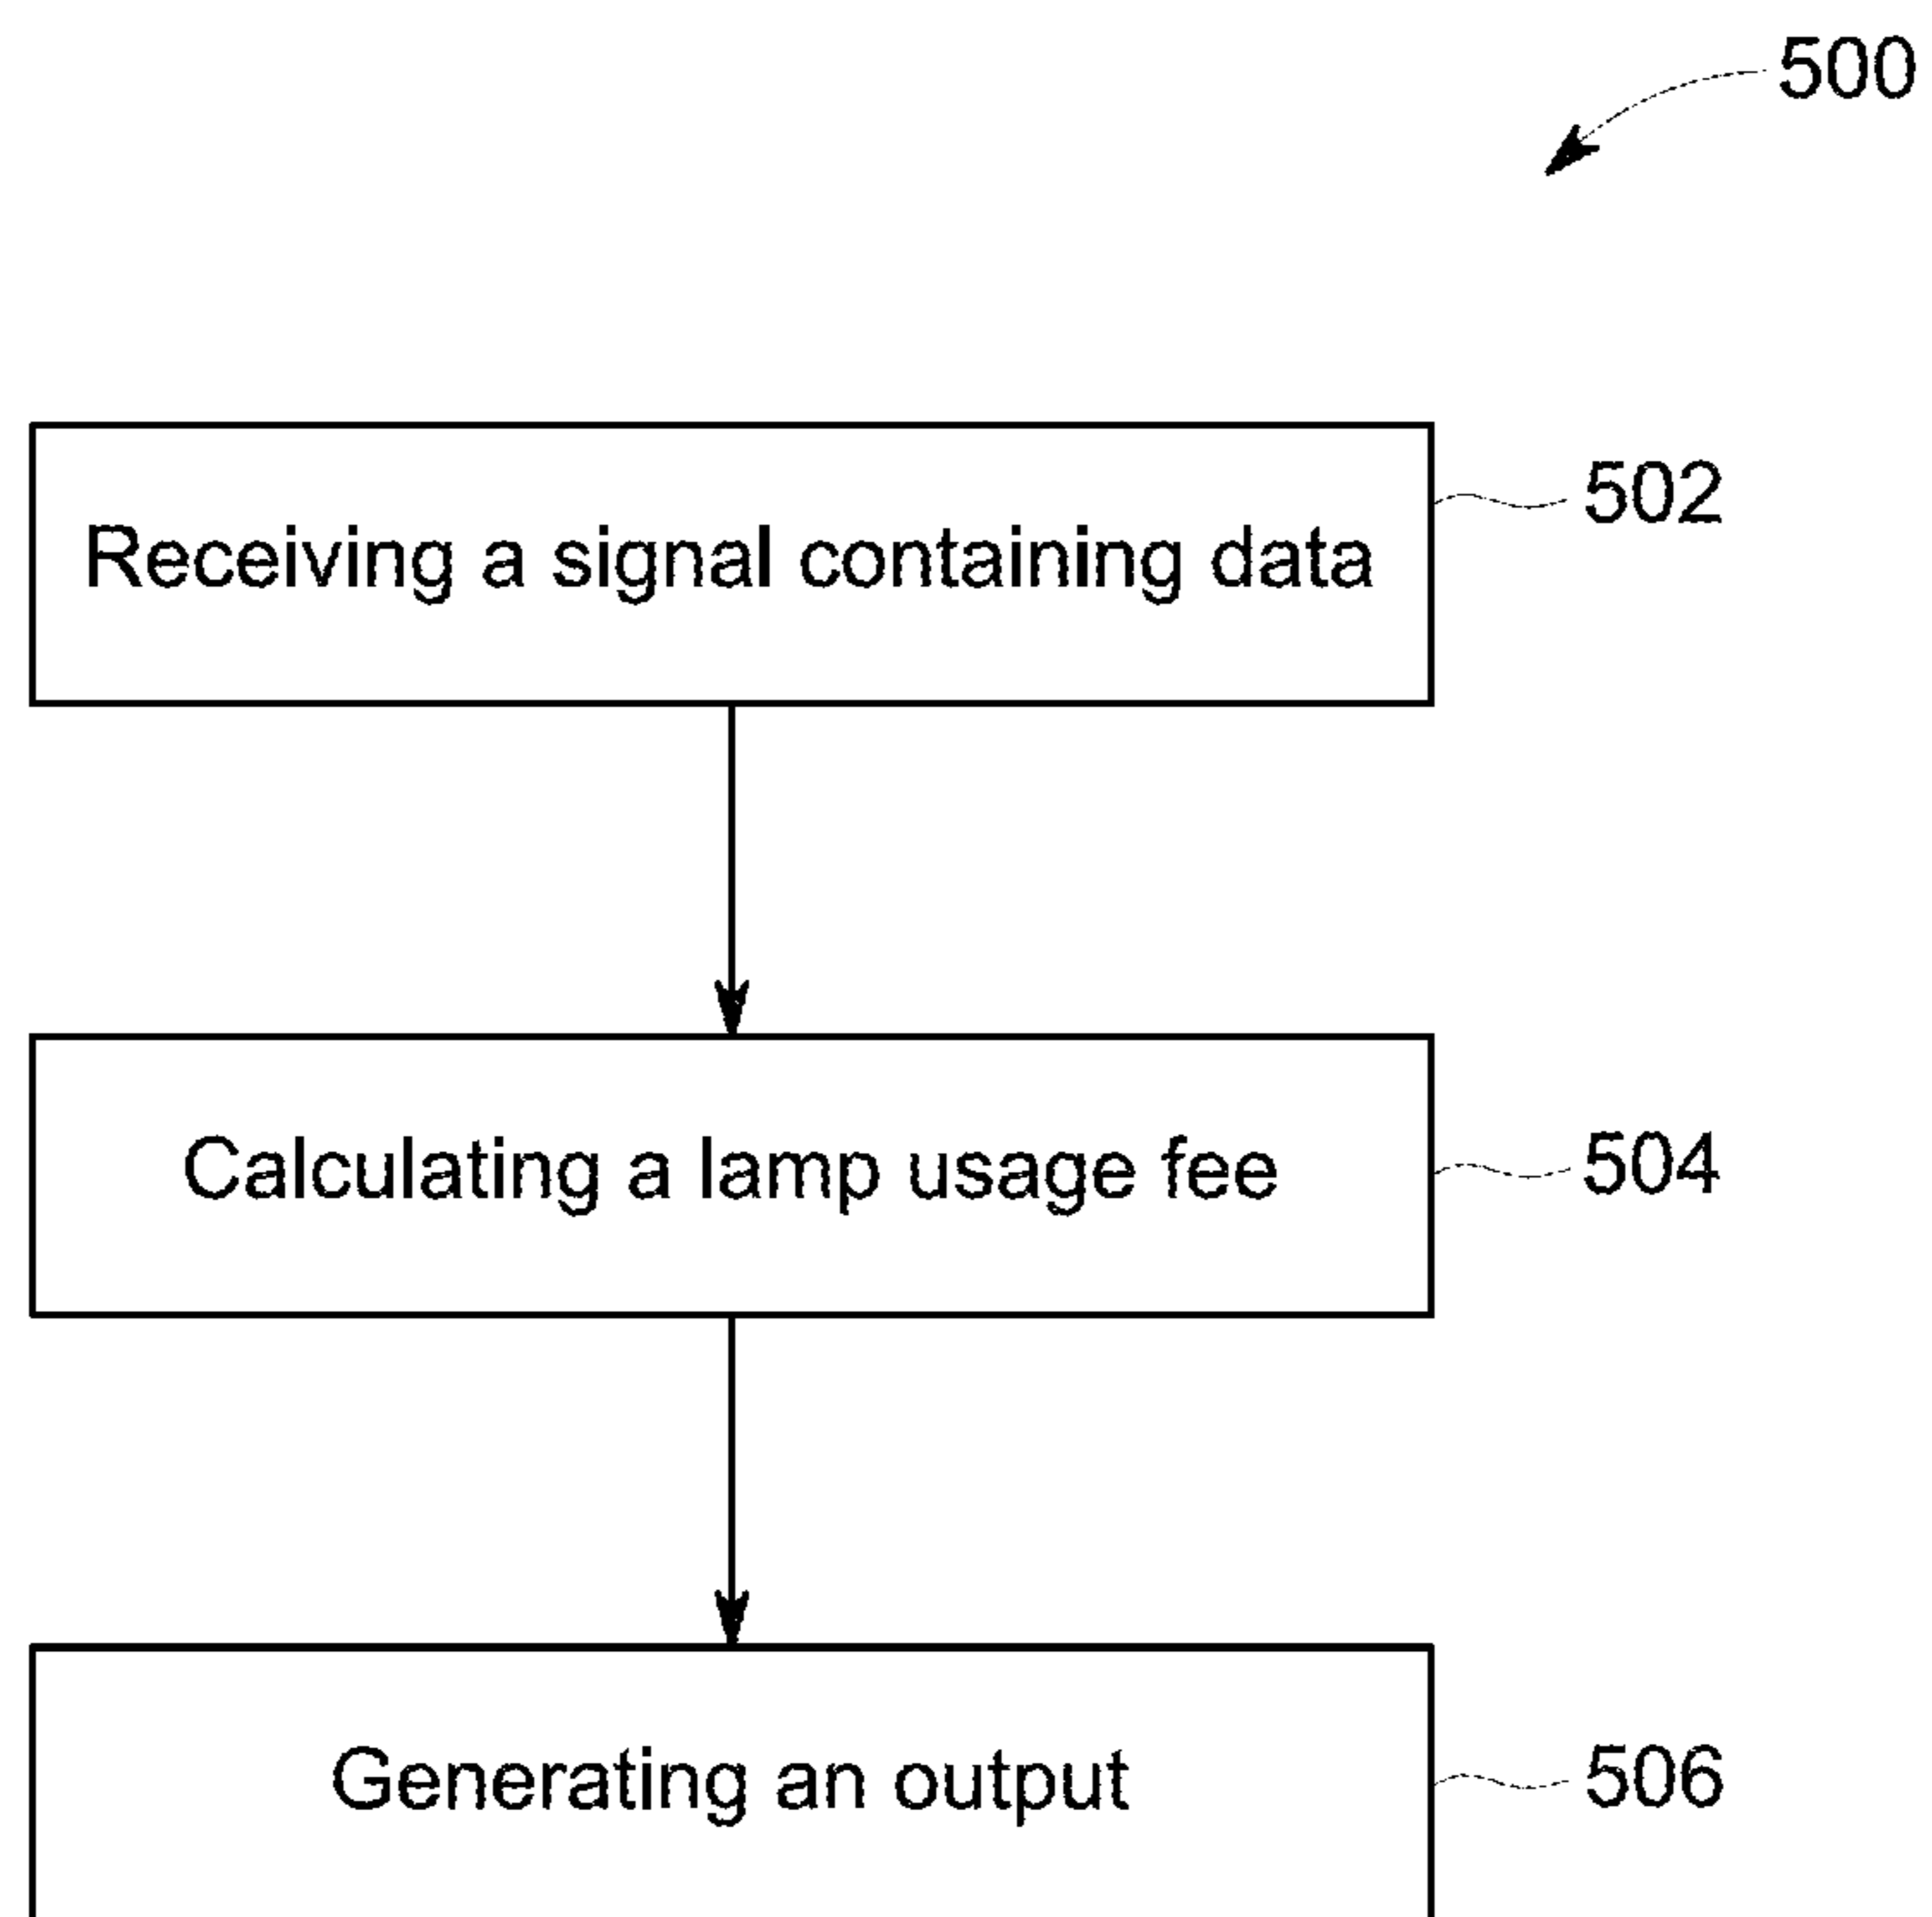 500
Receiving a signal containing data
502
Calculating a lamp usage fee
504
Generating an output
506